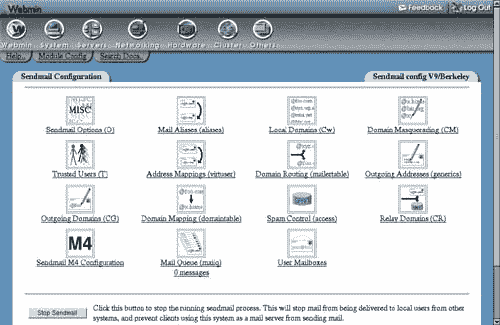 Webmin
Feedback Log Out
Webmin System Servers Networking Hardware Cluster Others
Help.. Module Config Search Docs..
Sendmail Configuration Sendmail config V9/Berkeley
MISC
Sendmail Options (O) Mail Aliases (aliases) Local Domains (Cw) Domain Masquerading (CM)
Trusted Users (T) Address Mappings (virtuser) Domain Routing (mailertable) Outgoing Addresses (generics)
Outgoing Domains (CG) Domain Mapping (domaintable) Spam Control (access) Relay Domains (CR)
M4
Sendmail M4 Configuration Mail Queue (mailq) User Mailboxes
0 messages
Stop Sendmail Click this button to stop the running sendmail process. This will stop mail from being delivered to local users from other
systems, and prevent clients using this system as a mail server from sending mail.